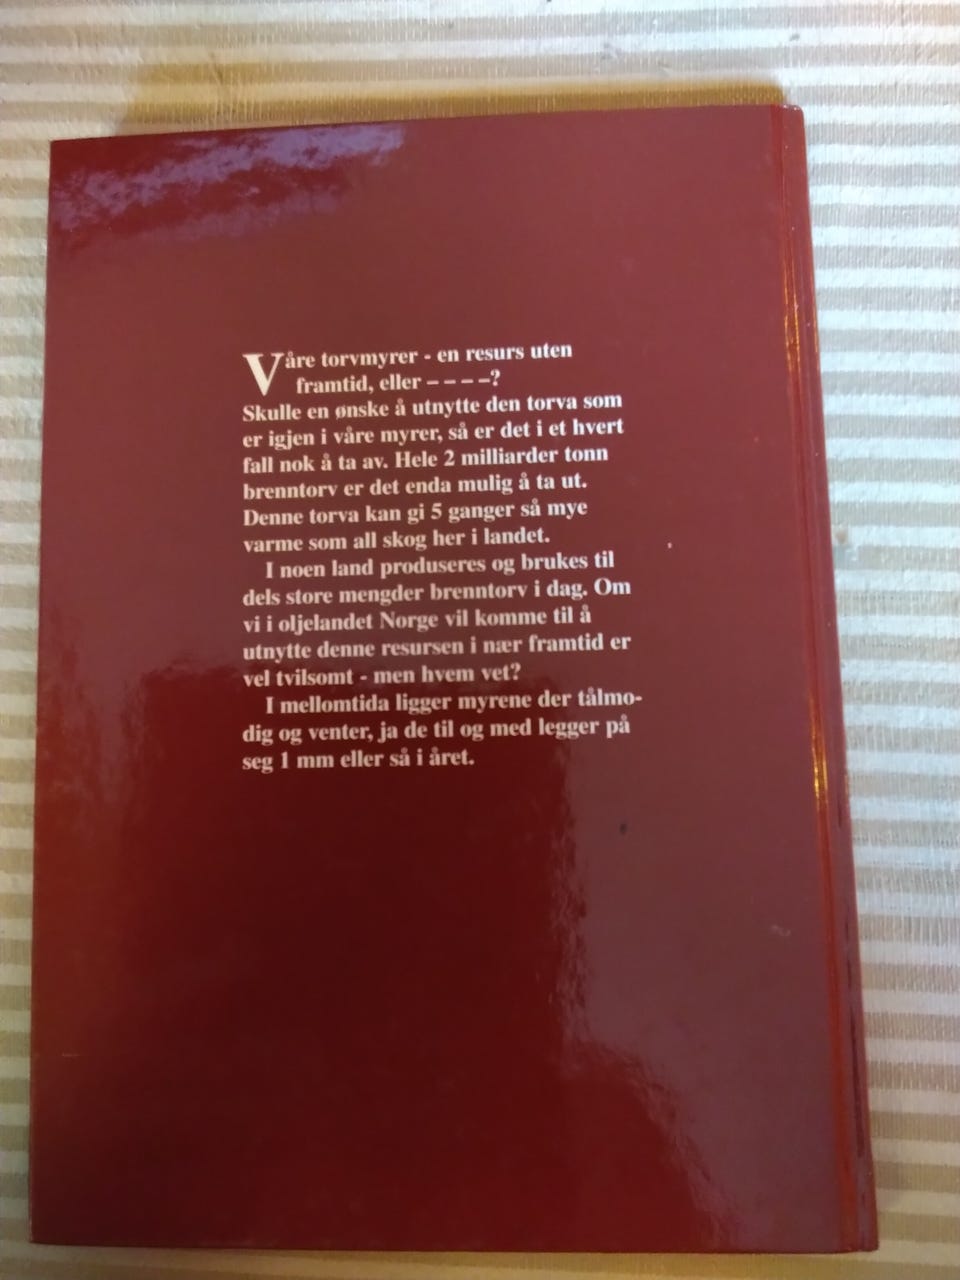 Våre torvmyrer - en resurs uten
framtid, eller – – – –?
Skulle en ønske å utnytte den torva som
er igjen i våre myrer, så er det i et hvert
fall nok å ta av. Hele 2 milliarder tonn
brenntorv er det enda mulig å ta ut.
Denne torva kan gi 5 ganger så mye
varme som all skog her i landet.
I noen land produseres og brukes til
dels store mengder brenntorv i dag. Om
vi i oljelandet Norge vil komme til å
utnytte denne resursen i nær framtid er
vel tvilsomt - men hvem vet?
I mellomtida ligger myrene der tålmo-
dig og venter, ja de til og med legger på
seg 1 mm eller så i året.